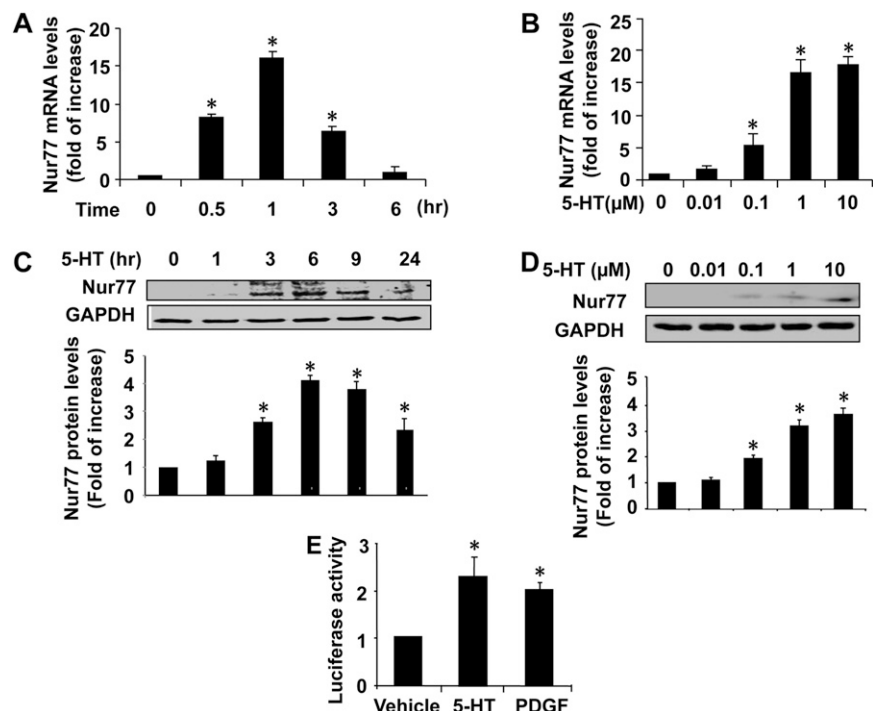 A
Nur77 mRNA levels
(fold of increase)
20
15
10
5
0
*
*
*
Time 0 0.5 1 3 6 (hr)
B
Nur77 mRNA levels
(fold of increase)
25
20
15
10
5
0
*
*
*
5-HT(µM) 0 0.01 0.1 1 10
C
5-HT (hr) 0 1 3 6 9 24
Nur77
GAPDH
Nur77 protein levels
(Fold of increase)
5
4
3
2
1
0
*
*
*
*
D
5-HT (µM) 0 0.01 0.1 1 10
Nur77
GAPDH
Nur77 protein levels
(Fold of increase)
5
4
3
2
1
0
*
*
*
E
Luciferase activity
3
2
1
0
*
*
Vehicle 5-HT PDGF